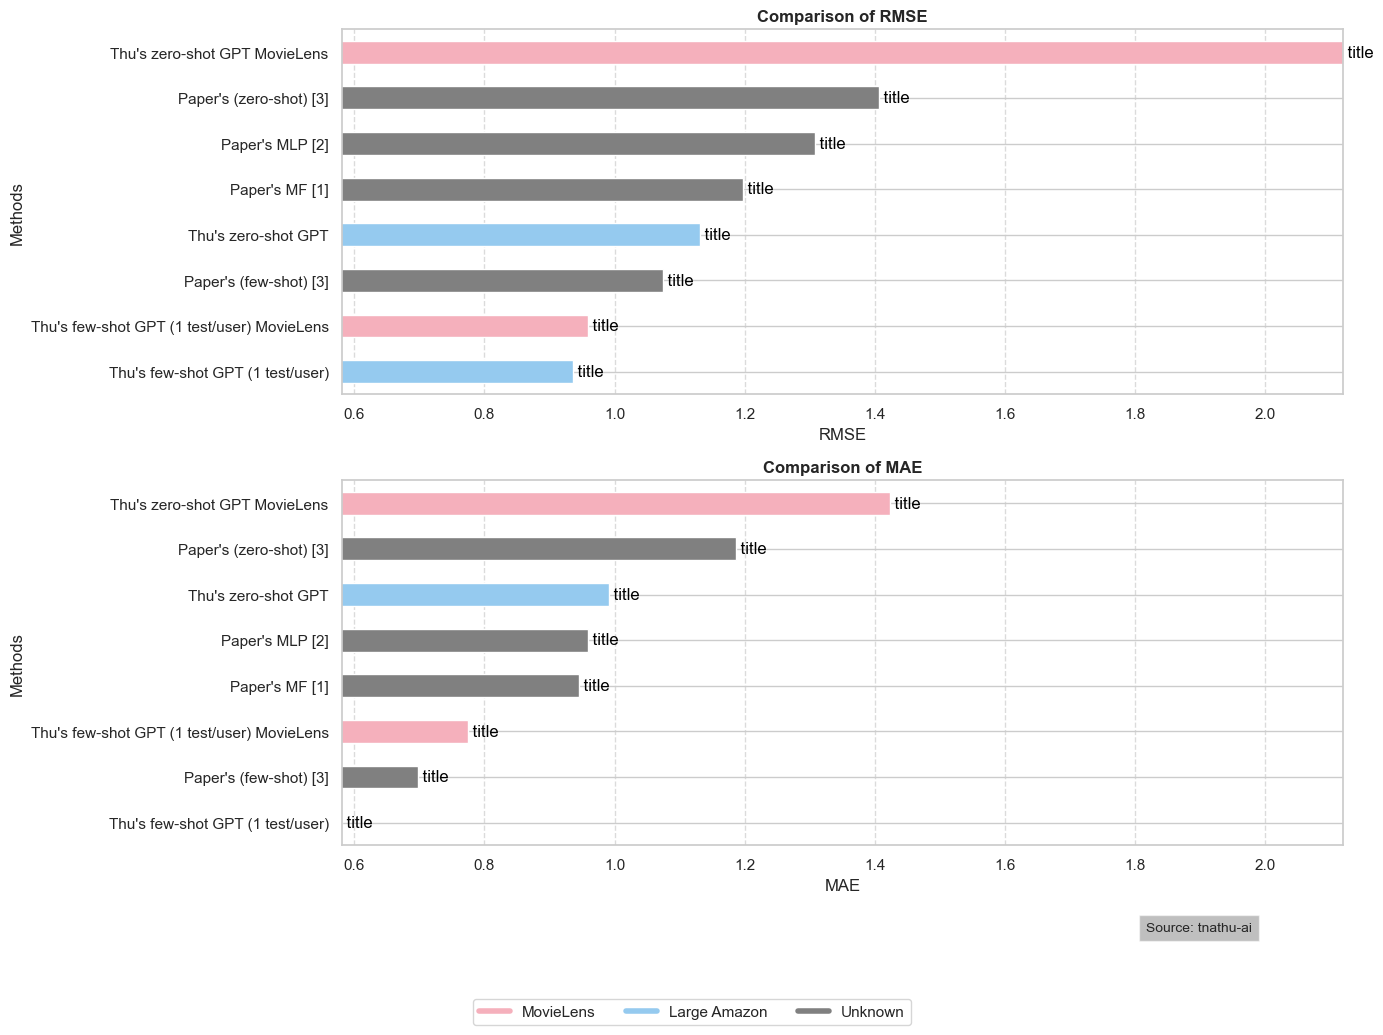 Comparison of RMSE
Thu's zero-shot GPT MovieLens
title
Paper's (zero-shot) [3]
title
Paper's MLP [2]
title
Paper's MF [1]
title
Thu's zero-shot GPT
title
Paper's (few-shot) [3]
title
Thu's few-shot GPT (1 test/user) MovieLens
title
Thu's few-shot GPT (1 test/user)
title
Methods
0.6 0.8 1.0 1.2 1.4 1.6 1.8 2.0
RMSE
Comparison of MAE
Thu's zero-shot GPT MovieLens
title
Paper's (zero-shot) [3]
title
Thu's zero-shot GPT
title
Paper's MLP [2]
title
Paper's MF [1]
title
Thu's few-shot GPT (1 test/user) MovieLens
title
Paper's (few-shot) [3]
title
Thu's few-shot GPT (1 test/user)
title
Methods
0.6 0.8 1.0 1.2 1.4 1.6 1.8 2.0
MAE
Source: tnathu-ai
MovieLens Large Amazon Unknown